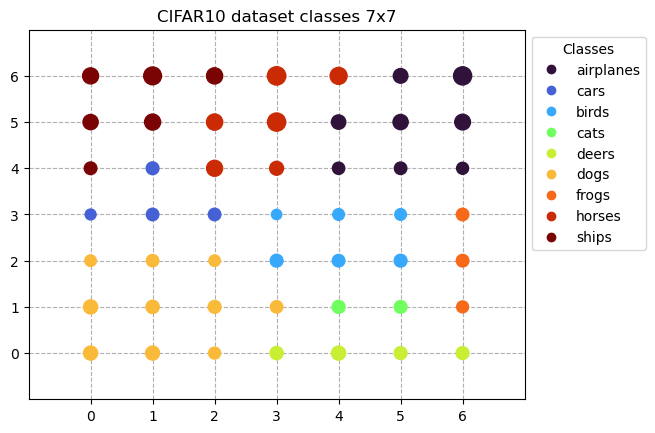 CIFAR10 dataset classes 7x7
6
5
4
3
2
1
0
0 1 2 3 4 5 6
Classes
airplanes
cars
birds
cats
deers
dogs
frogs
horses
ships